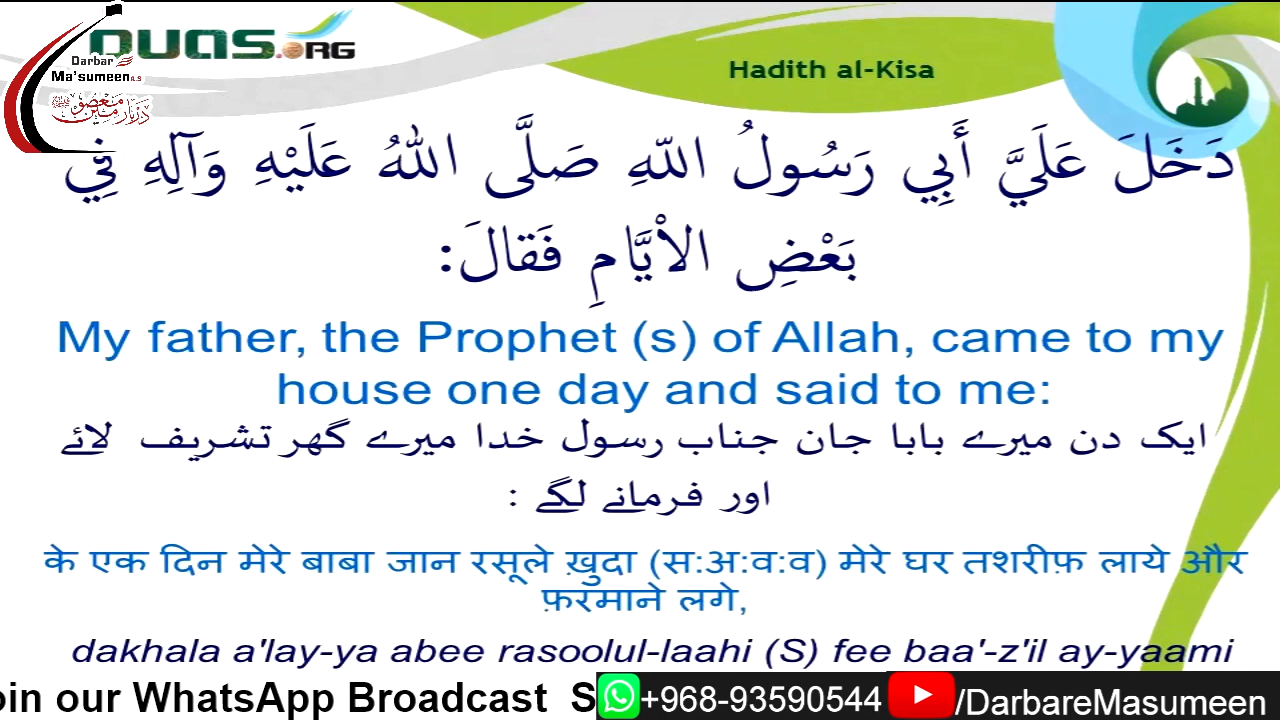 DUAS.ORG
Darbar
Ma'sumeen A.S
Hadith al-Kisa
دَخَلَ عَلَيَّ أَبِي رَسُولُ اللّهِ صَلَّى اللهُ عَلَيْهِ وَآلِهِ فِي
بَعْضِ الاْيَّامِ فَقالَ:
My father, the Prophet (s) of Allah, came to my
house one day and said to me:
ایک دن میرے بابا جان جناب رسول خدا میرے گھر تشریف لائے
اور فرمانے لگے :
के एक दिन मेरे बाबा जान रसूले ख़ुदा (स:अ:व:व) मेरे घर तशरीफ़ लाये और
फ़रमाने लगे,
dakhala a'lay-ya abee rasoolul-laahi (S) fee baa'-z'il ay-yaami
oin our WhatsApp Broadcast S +968-93590544 /DarbareMasumeen